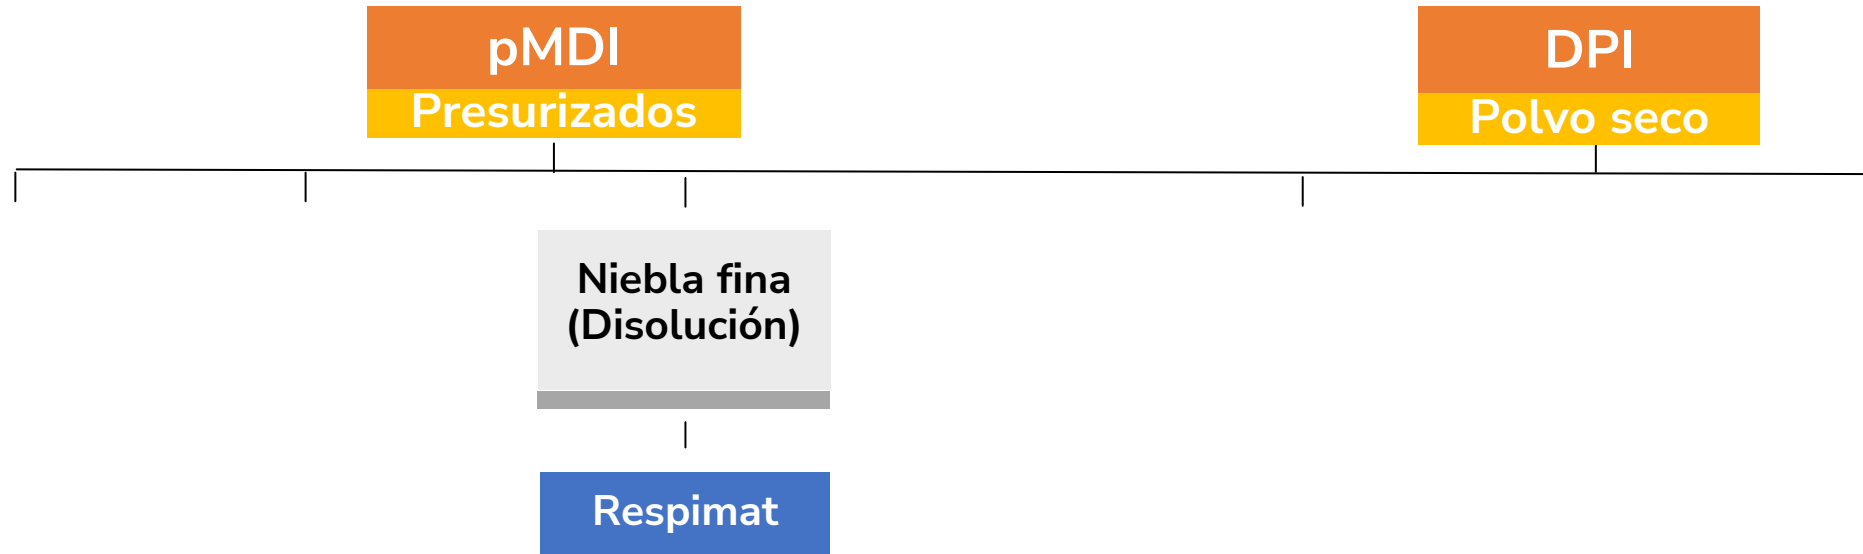 pMDI
Presurizados
DPI
Polvo seco
Niebla fina
(Disolución)
Respimat